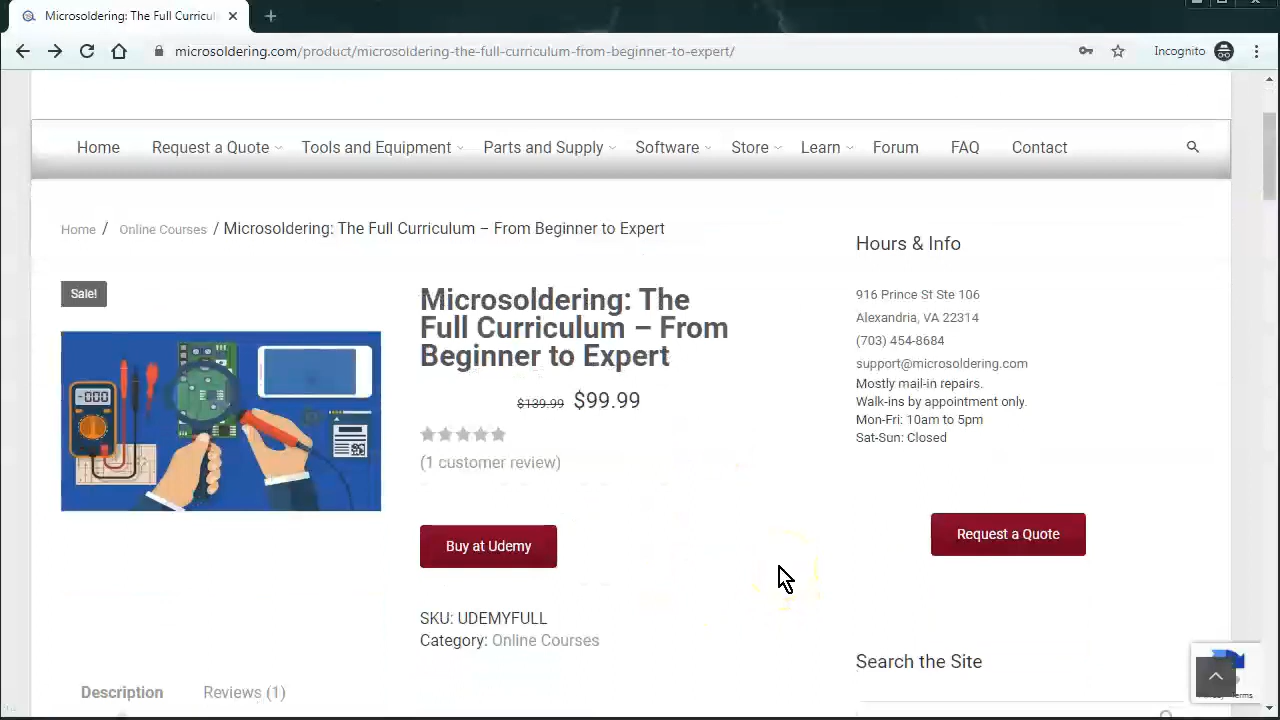 Microsoldering: The Full Curricul
microsoldering.com/product/microsoldering-the-full-curriculum-from-beginner-to-expert/
Incognito
Home
Request a Quote
Tools and Equipment
Parts and Supply
Software
Store
Learn
Forum
FAQ
Contact
Home / Online Courses / Microsoldering: The Full Curriculum – From Beginner to Expert
Sale!
-000
Microsoldering: The
Full Curriculum – From
Beginner to Expert
$139.99 $99.99
(1 customer review)
Buy at Udemy
SKU: UDEMYFULL
Category: Online Courses
Description
Reviews (1)
Hours & Info
916 Prince St Ste 106
Alexandria, VA 22314
(703) 454-8684
support@microsoldering.com
Mostly mail-in repairs.
Walk-ins by appointment only.
Mon-Fri: 10am to 5pm
Sat-Sun: Closed
Request a Quote
Search the Site
Terms